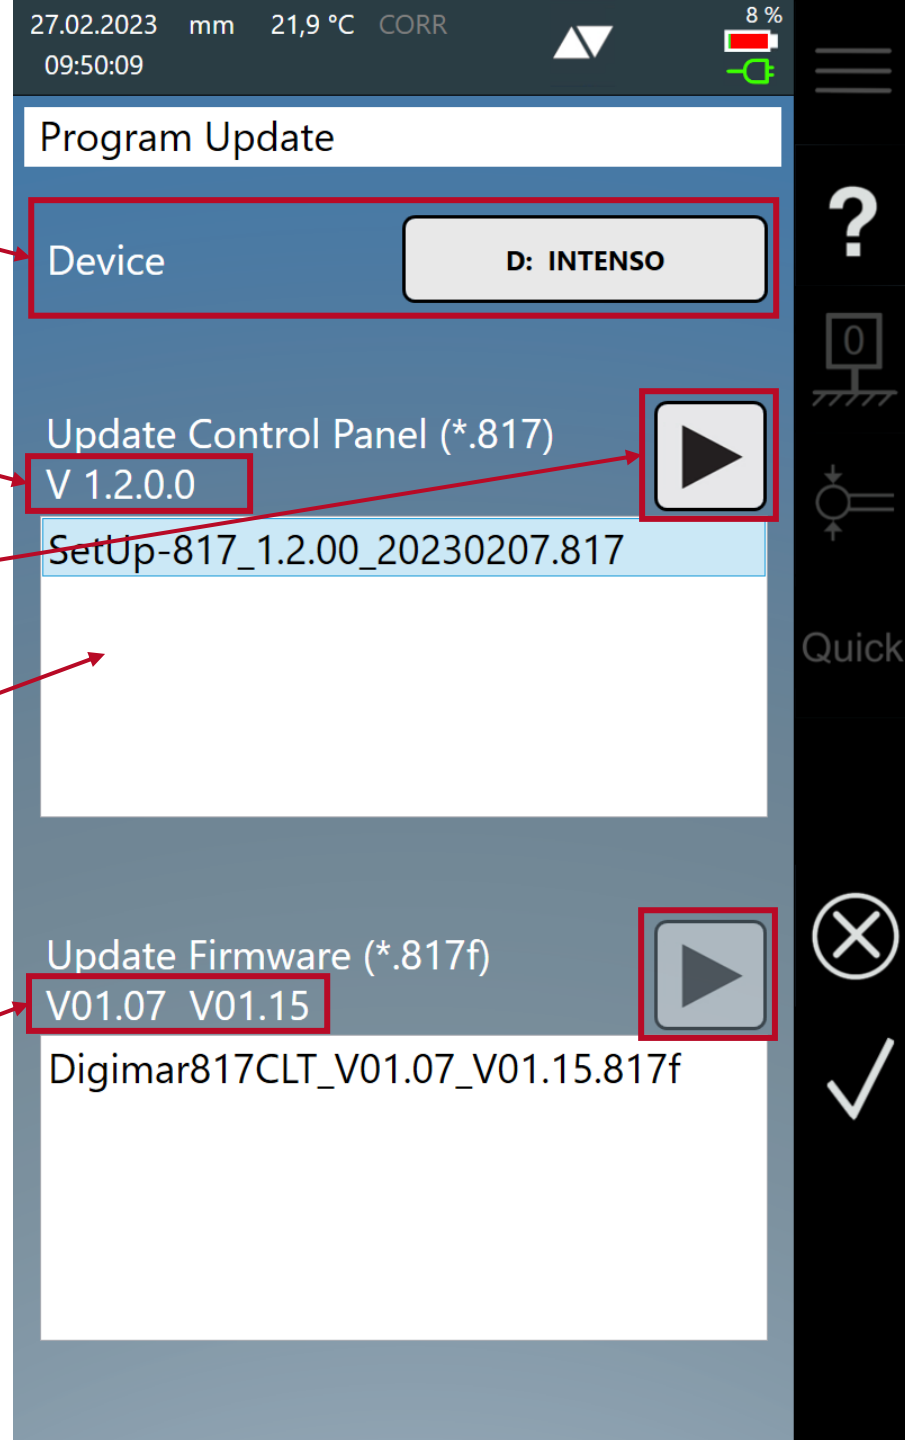 27.02.2023 mm 21,9 °C CORR 8 %
09:50:09
Program Update
?
Device D: INTENSO
0
Update Control Panel (*.817)
V 1.2.0.0
SetUp-817_1.2.00_20230207.817
Quick
Update Firmware (*.817f)
V01.07 V01.15
Digimar817CLT_V01.07_V01.15.817f